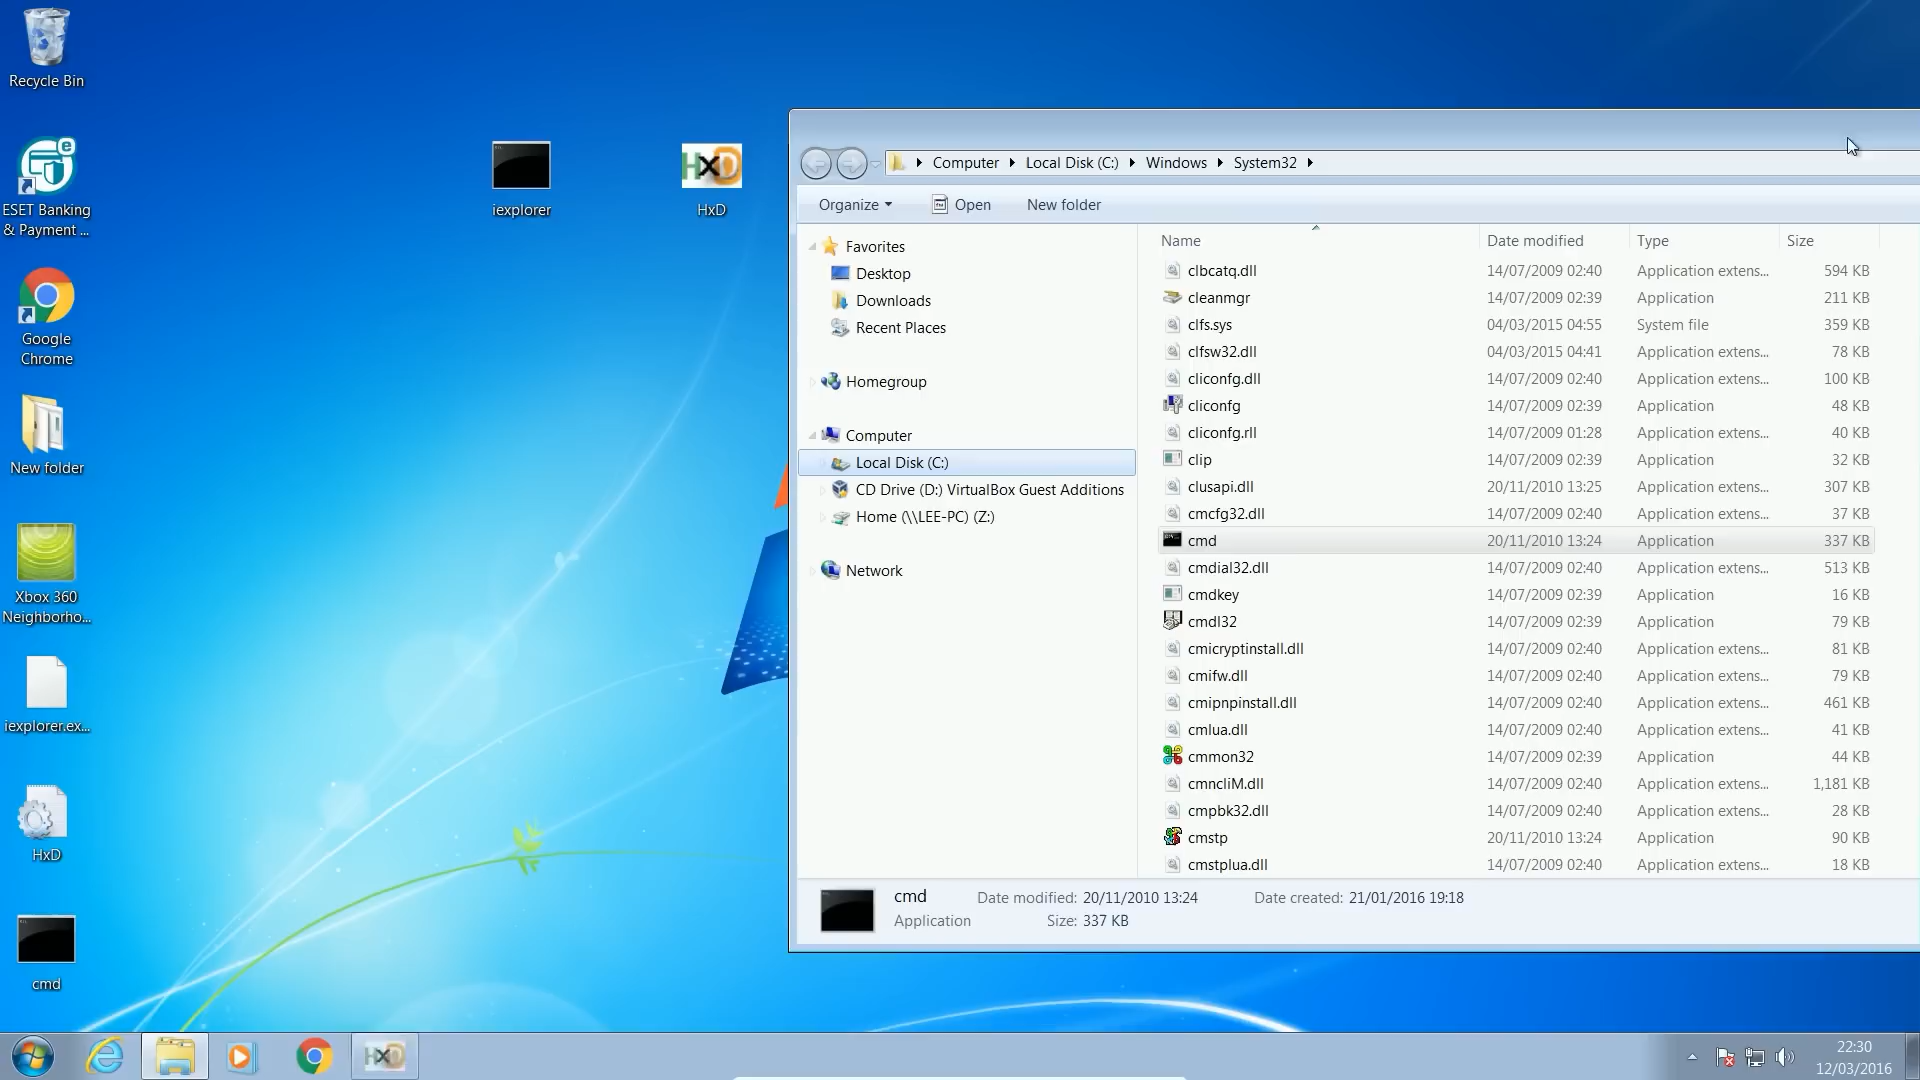 Recycle Bin
ESET Banking
& Payment ...
Google
Chrome
New folder
Xbox 360
Neighborho...
iexplorer.ex...
HxD
cmd
iexplorer
HxD
HxD
Computer
Local Disk (C:)
Windows
System32
Organize
Open
New folder
Favorites
Desktop
Downloads
Recent Places
Homegroup
Computer
Local Disk (C:)
CD Drive (D:) VirtualBox Guest Additions
Home (\\LEE-PC) (Z:)
Network
Name Date modified Type Size
clbcatq.dll 14/07/2009 02:40 Application extens... 594 KB
cleanmgr 14/07/2009 02:39 Application 211 KB
clfs.sys 04/03/2015 04:55 System file 359 KB
clfsw32.dll 04/03/2015 04:41 Application extens... 78 KB
cliconfg.dll 14/07/2009 02:40 Application extens... 100 KB
cliconfg 14/07/2009 02:39 Application 48 KB
cliconfg.rll 14/07/2009 01:28 Application extens... 40 KB
clip 14/07/2009 02:39 Application 32 KB
clusapi.dll 20/11/2010 13:25 Application extens... 307 KB
cmcfg32.dll 14/07/2009 02:40 Application extens... 37 KB
cmd 20/11/2010 13:24 Application 337 KB
cmdial32.dll 14/07/2009 02:40 Application extens... 513 KB
cmdkey 14/07/2009 02:39 Application 16 KB
cmdl32 14/07/2009 02:39 Application 79 KB
cmicryptinstall.dll 14/07/2009 02:40 Application extens... 81 KB
cmifw.dll 14/07/2009 02:40 Application extens... 79 KB
cmipnpinstall.dll 14/07/2009 02:40 Application extens... 461 KB
cmlua.dll 14/07/2009 02:40 Application extens... 41 KB
cmmon32 14/07/2009 02:39 Application 44 KB
cmncliM.dll 14/07/2009 02:40 Application extens... 1,181 KB
cmpbk32.dll 14/07/2009 02:40 Application extens... 28 KB
cmstp 20/11/2010 13:24 Application 90 KB
cmstplua.dll 14/07/2009 02:40 Application extens... 18 KB
cmd Date modified: 20/11/2010 13:24 Date created: 21/01/2016 19:18
Application Size: 337 KB
HxD
22:30
12/03/2016